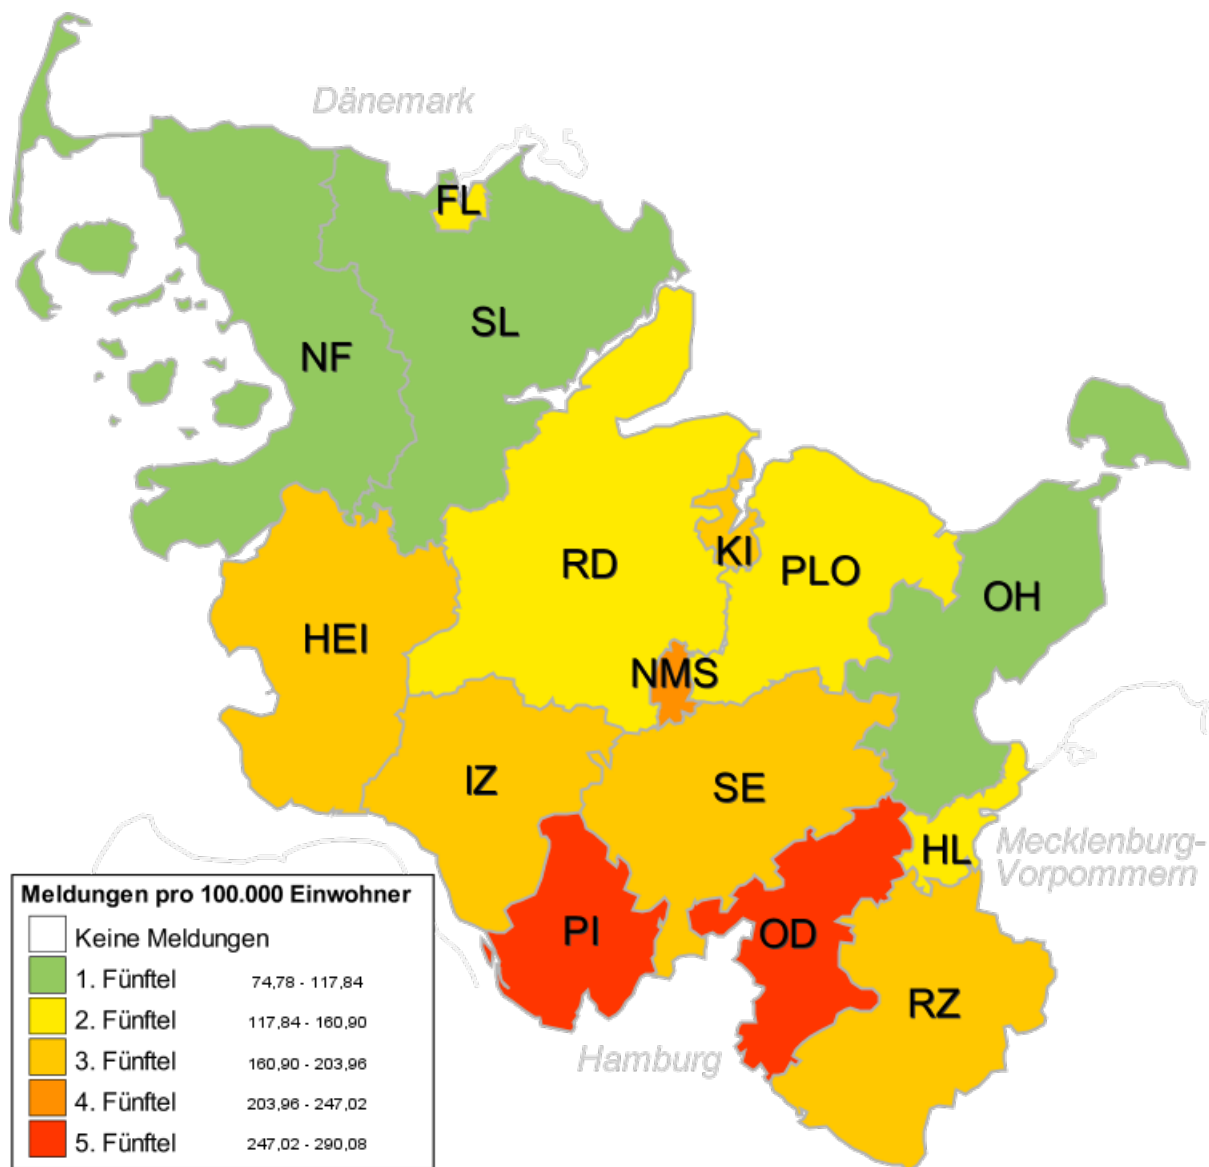 Dänemark
FL
SL
NF
RD
KI
PLO
OH
HEI
NMS
IZ
SE
HL
Mecklenburg-
Vorpommern
PI
OD
RZ
Hamburg
Meldungen pro 100.000 Einwohner
Keine Meldungen
1. Fünftel 74,78 - 117,84
2. Fünftel 117,84 - 160,90
3. Fünftel 160,90 - 203,96
4. Fünftel 203,96 - 247,02
5. Fünftel 247,02 - 290,08